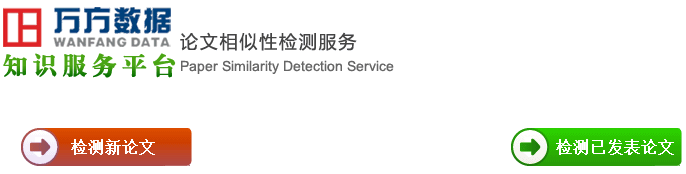 万方数据
WANFANG DATA
知识服务平台
论文相似性检测服务
Paper Similarity Detection Service
检测新论文
检测已发表论文